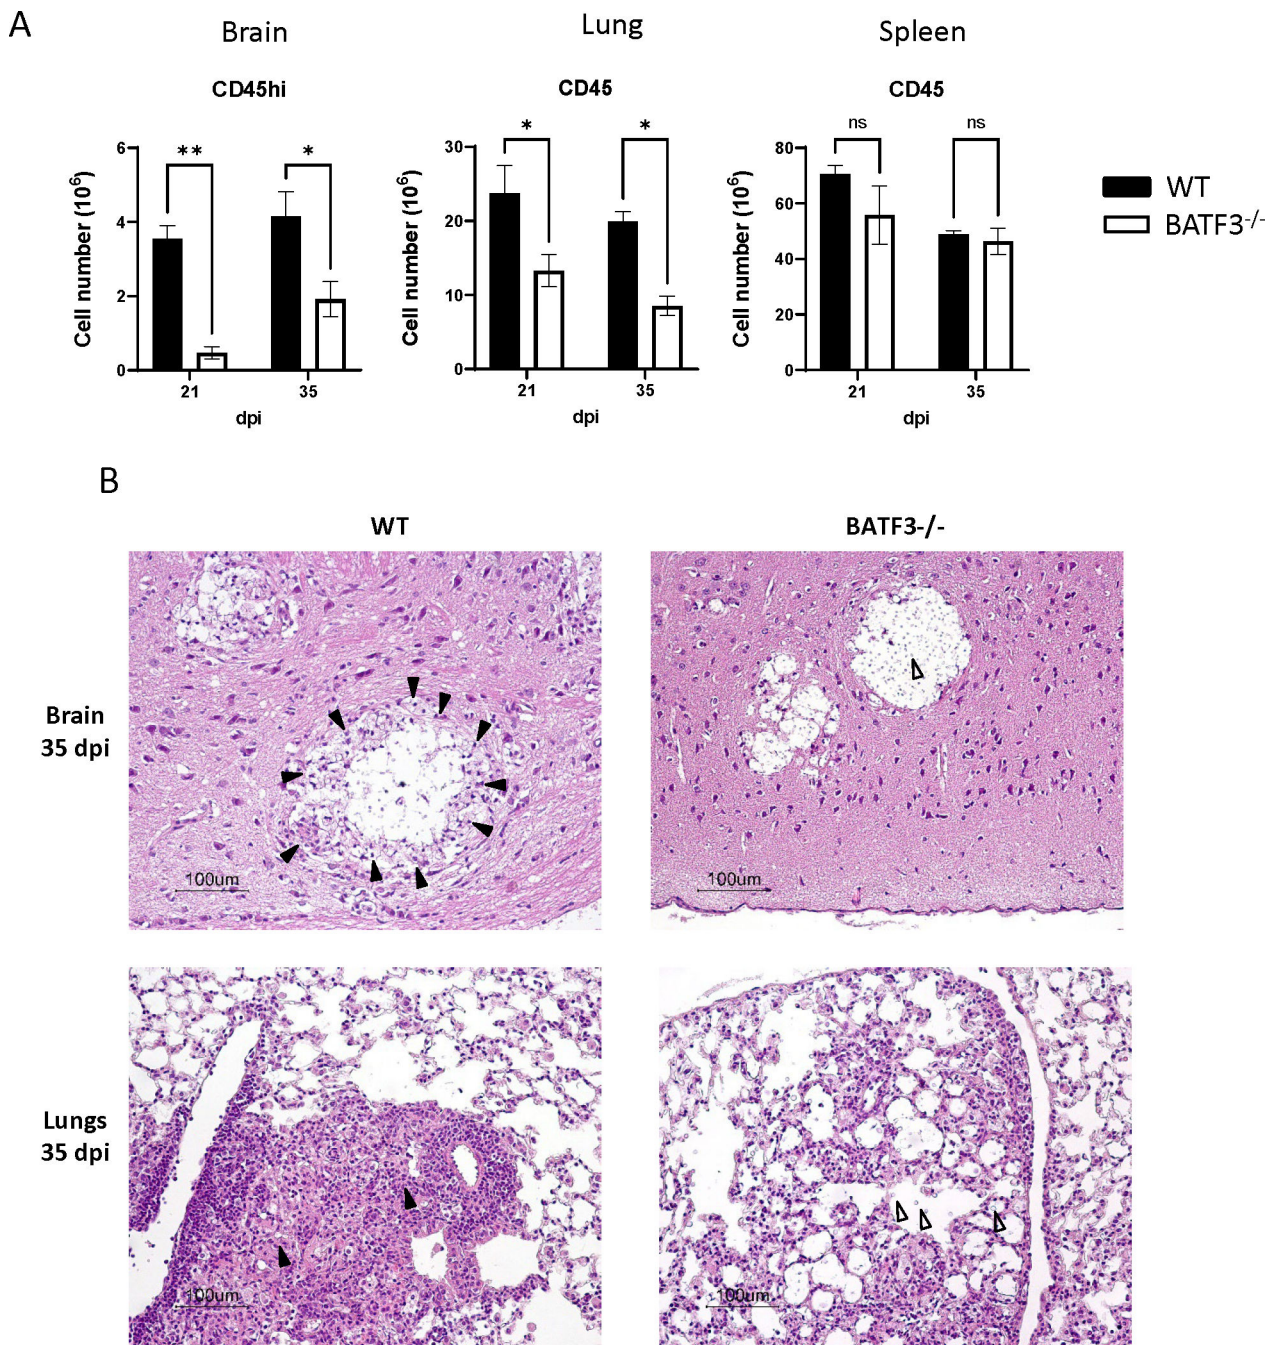 A
Brain
Lung
Spleen
CD45hi
CD45
CD45
** *
* *
ns ns
Cell number (10⁶)
6
4
2
0
21 35
dpi
Cell number (10⁶)
30
20
10
0
21 35
dpi
Cell number (10⁶)
80
60
40
20
0
21 35
dpi
WT
BATF3-/-
B
WT
BATF3-/-
Brain
35 dpi
100um
100um
Lungs
35 dpi
100um
100um